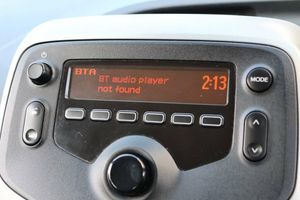 BTA
BT audio player
not found
2:13
MODE